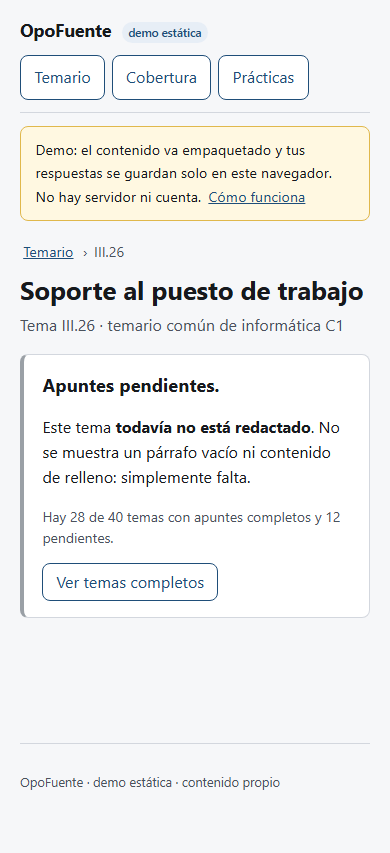 OpoFuente demo estática
Temario Cobertura Prácticas
Demo: el contenido va empaquetado y tus
respuestas se guardan solo en este navegador.
No hay servidor ni cuenta. Cómo funciona
Temario › III.26
Soporte al puesto de trabajo
Tema III.26 · temario común de informática C1
Apuntes pendientes.
Este tema todavía no está redactado. No
se muestra un párrafo vacío ni contenido
de relleno: simplemente falta.
Hay 28 de 40 temas con apuntes completos y 12
pendientes.
Ver temas completos
OpoFuente · demo estática · contenido propio